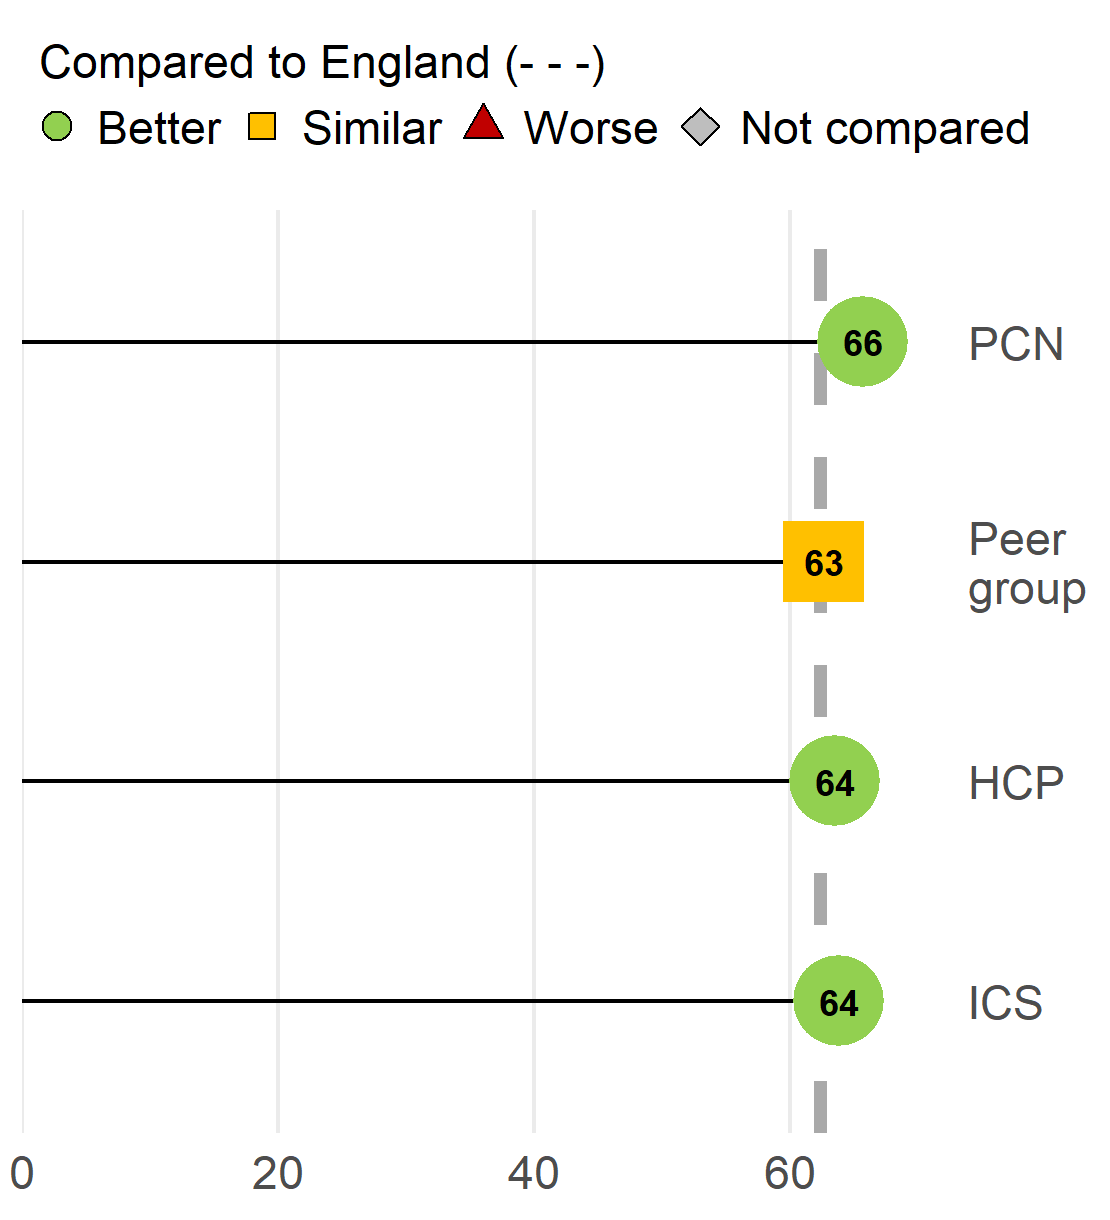 Compared to England (- - -)
Better Similar Worse Not compared
66 PCN
63 Peer
group
64 HCP
64 ICS
0 20 40 60